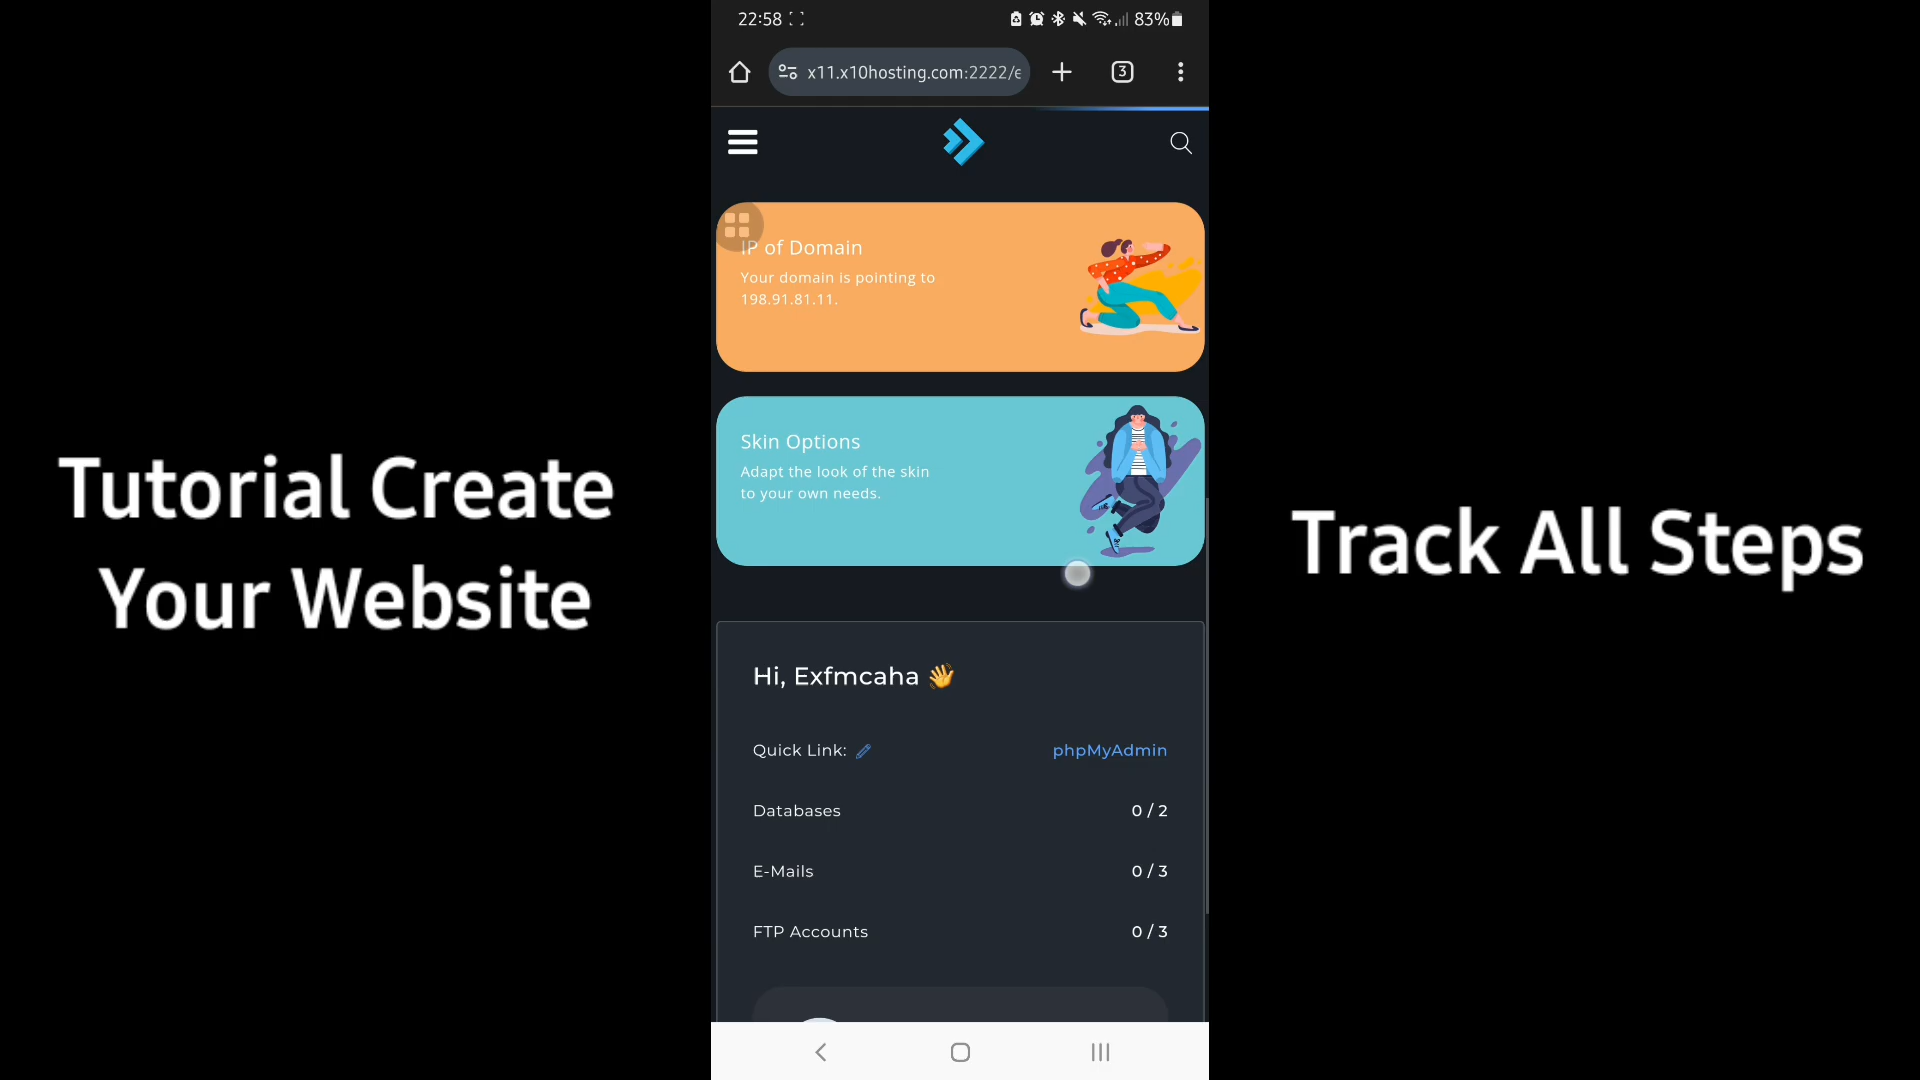 Tutorial Create
Your Website
22:58
83%
x11.x10hosting.com:2222/e
3
IP of Domain
Your domain is pointing to
198.91.81.11.
Skin Options
Adapt the look of the skin
to your own needs.
Hi, Exfmcaha 👋
Quick Link:
phpMyAdmin
Databases
0 / 2
E-Mails
0 / 3
FTP Accounts
0 / 3
Track All Steps